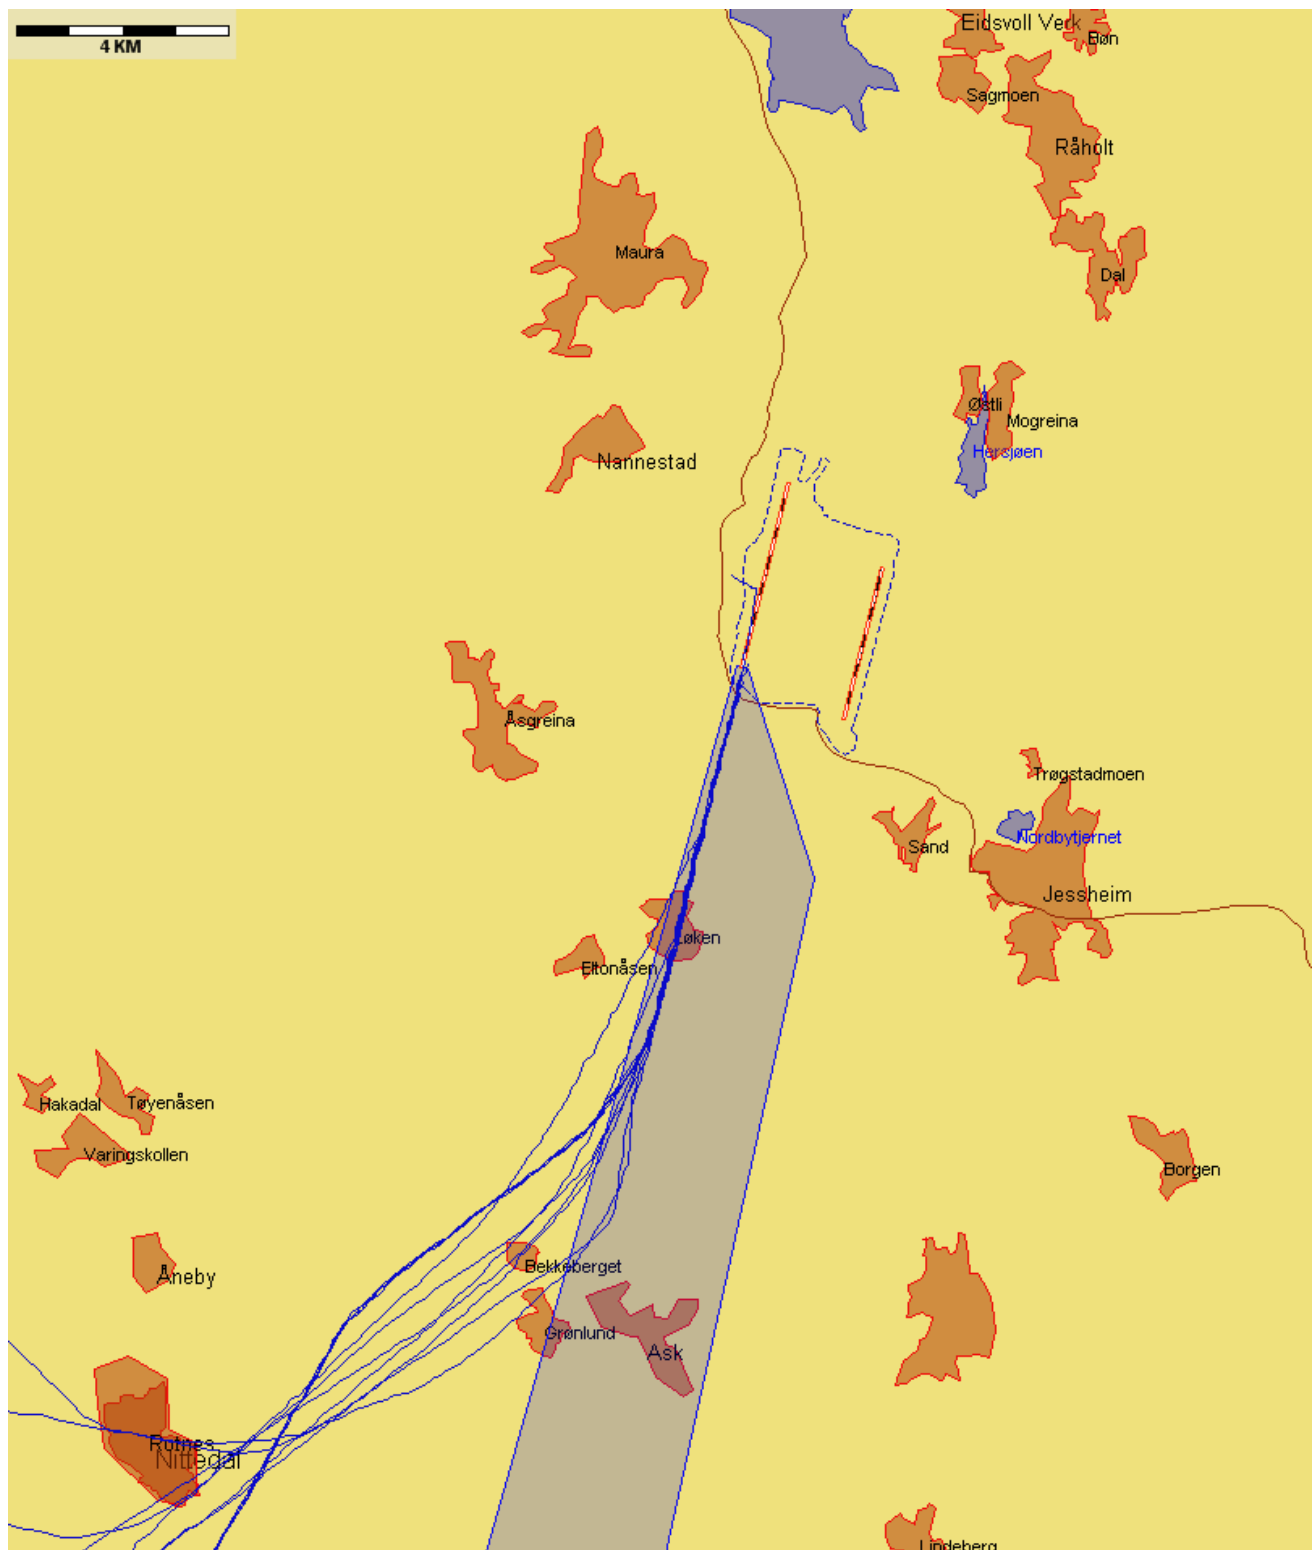 4 KM
Eidsvoll Verk
Bøn
Sagmoen
Råholt
Maura
Dal
Østli
Mogreina
Hersjøen
Nannestad
Åsgreina
Trøgstadmoen
Nordbytjernet
Sand
Jessheim
Løken
Eltonåsen
Hakadal
Tøyenåsen
Varingskollen
Borgen
Åneby
Bekkeberget
Grønlund
Ask
Rotnes
Nittedal
Lindeberg